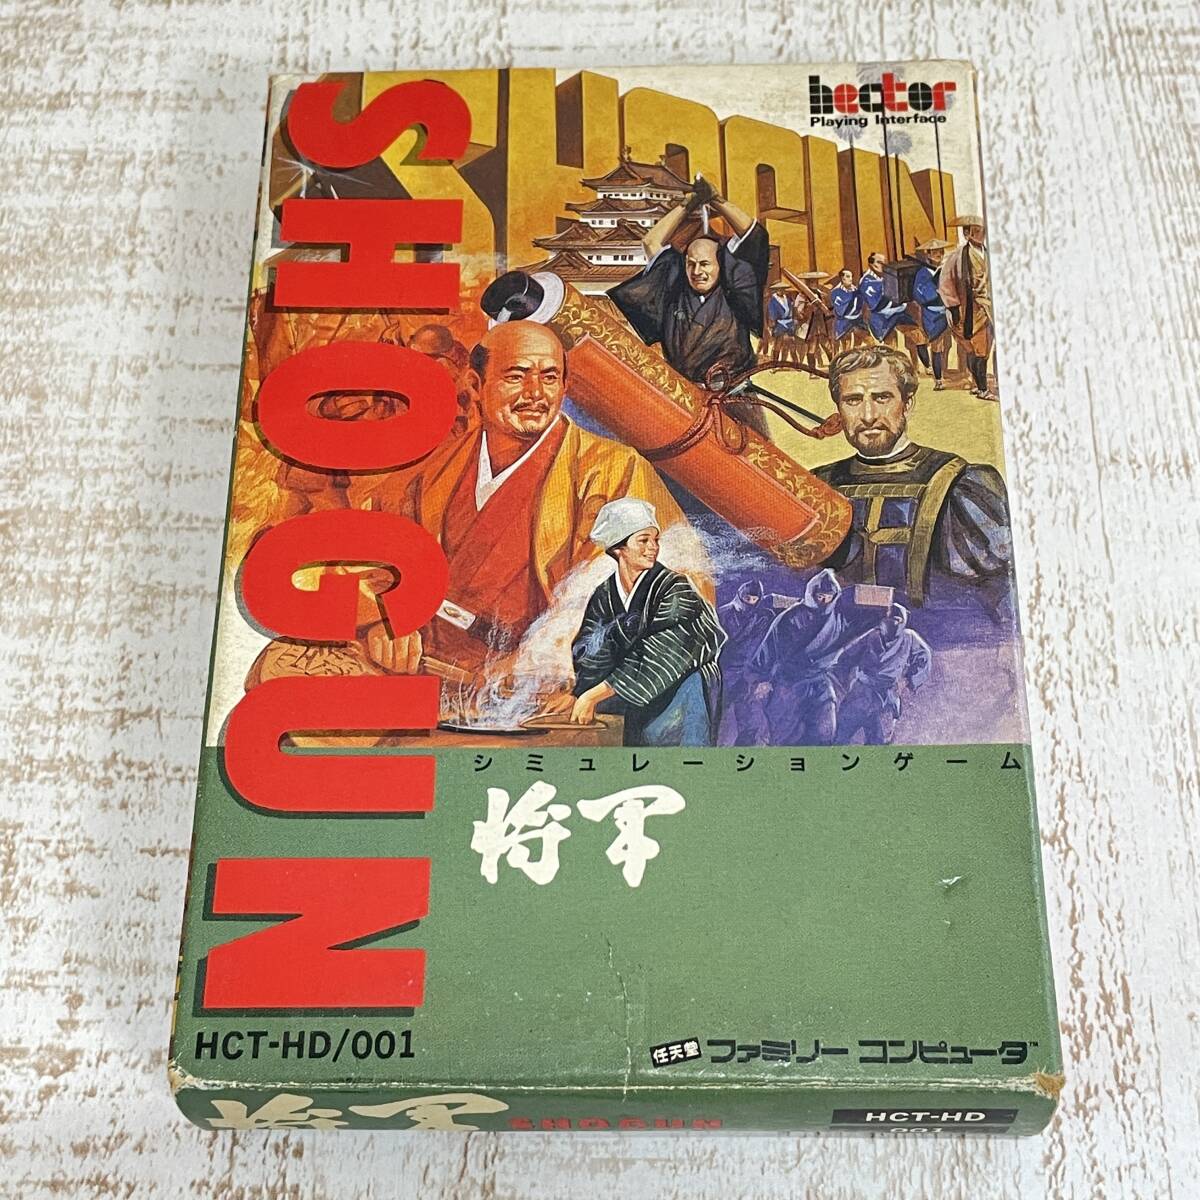 SHOGUN
hector
Playing Interface
SHOGUN
シミュレーションゲーム
将軍
HCT-HD/001
任天堂 ファミリー コンピュータ™
将軍 SHOGUN
HCT-HD
001